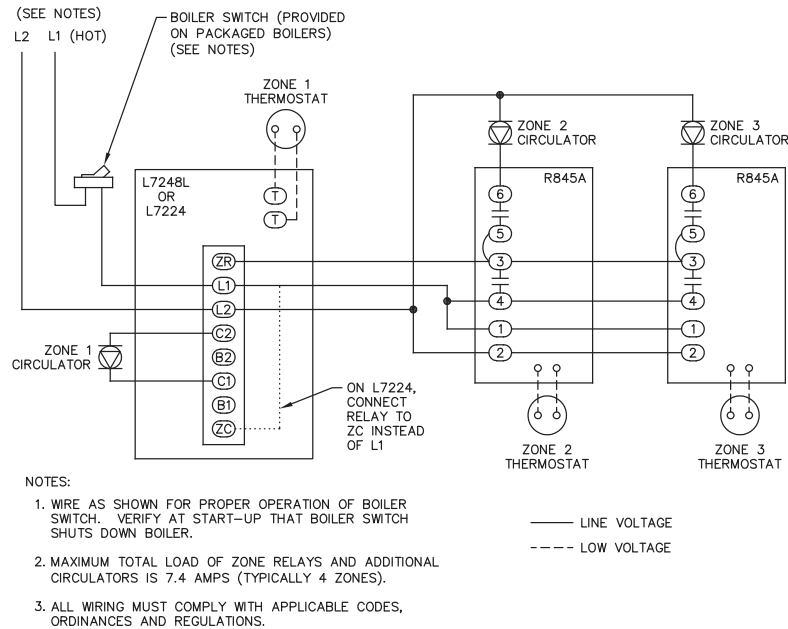 (SEE NOTES)
L2 L1 (HOT)
BOILER SWITCH (PROVIDED
ON PACKAGED BOILERS)
(SEE NOTES)
ZONE 1
THERMOSTAT
L7248L
OR
L7224
T
T
ZR
L1
L2
C2
B2
C1
B1
ZC
ZONE 1
CIRCULATOR
ON L7224,
CONNECT
RELAY TO
ZC INSTEAD
OF L1
ZONE 2
CIRCULATOR
R845A
6
5
3
4
1
2
ZONE 2
THERMOSTAT
ZONE 3
CIRCULATOR
R845A
6
5
3
4
1
2
ZONE 3
THERMOSTAT
NOTES:
1. WIRE AS SHOWN FOR PROPER OPERATION OF BOILER
SWITCH. VERIFY AT START-UP THAT BOILER SWITCH
SHUTS DOWN BOILER.
2. MAXIMUM TOTAL LOAD OF ZONE RELAYS AND ADDITIONAL
CIRCULATORS IS 7.4 AMPS (TYPICALLY 4 ZONES).
3. ALL WIRING MUST COMPLY WITH APPLICABLE CODES,
ORDINANCES AND REGULATIONS.
LINE VOLTAGE
LOW VOLTAGE